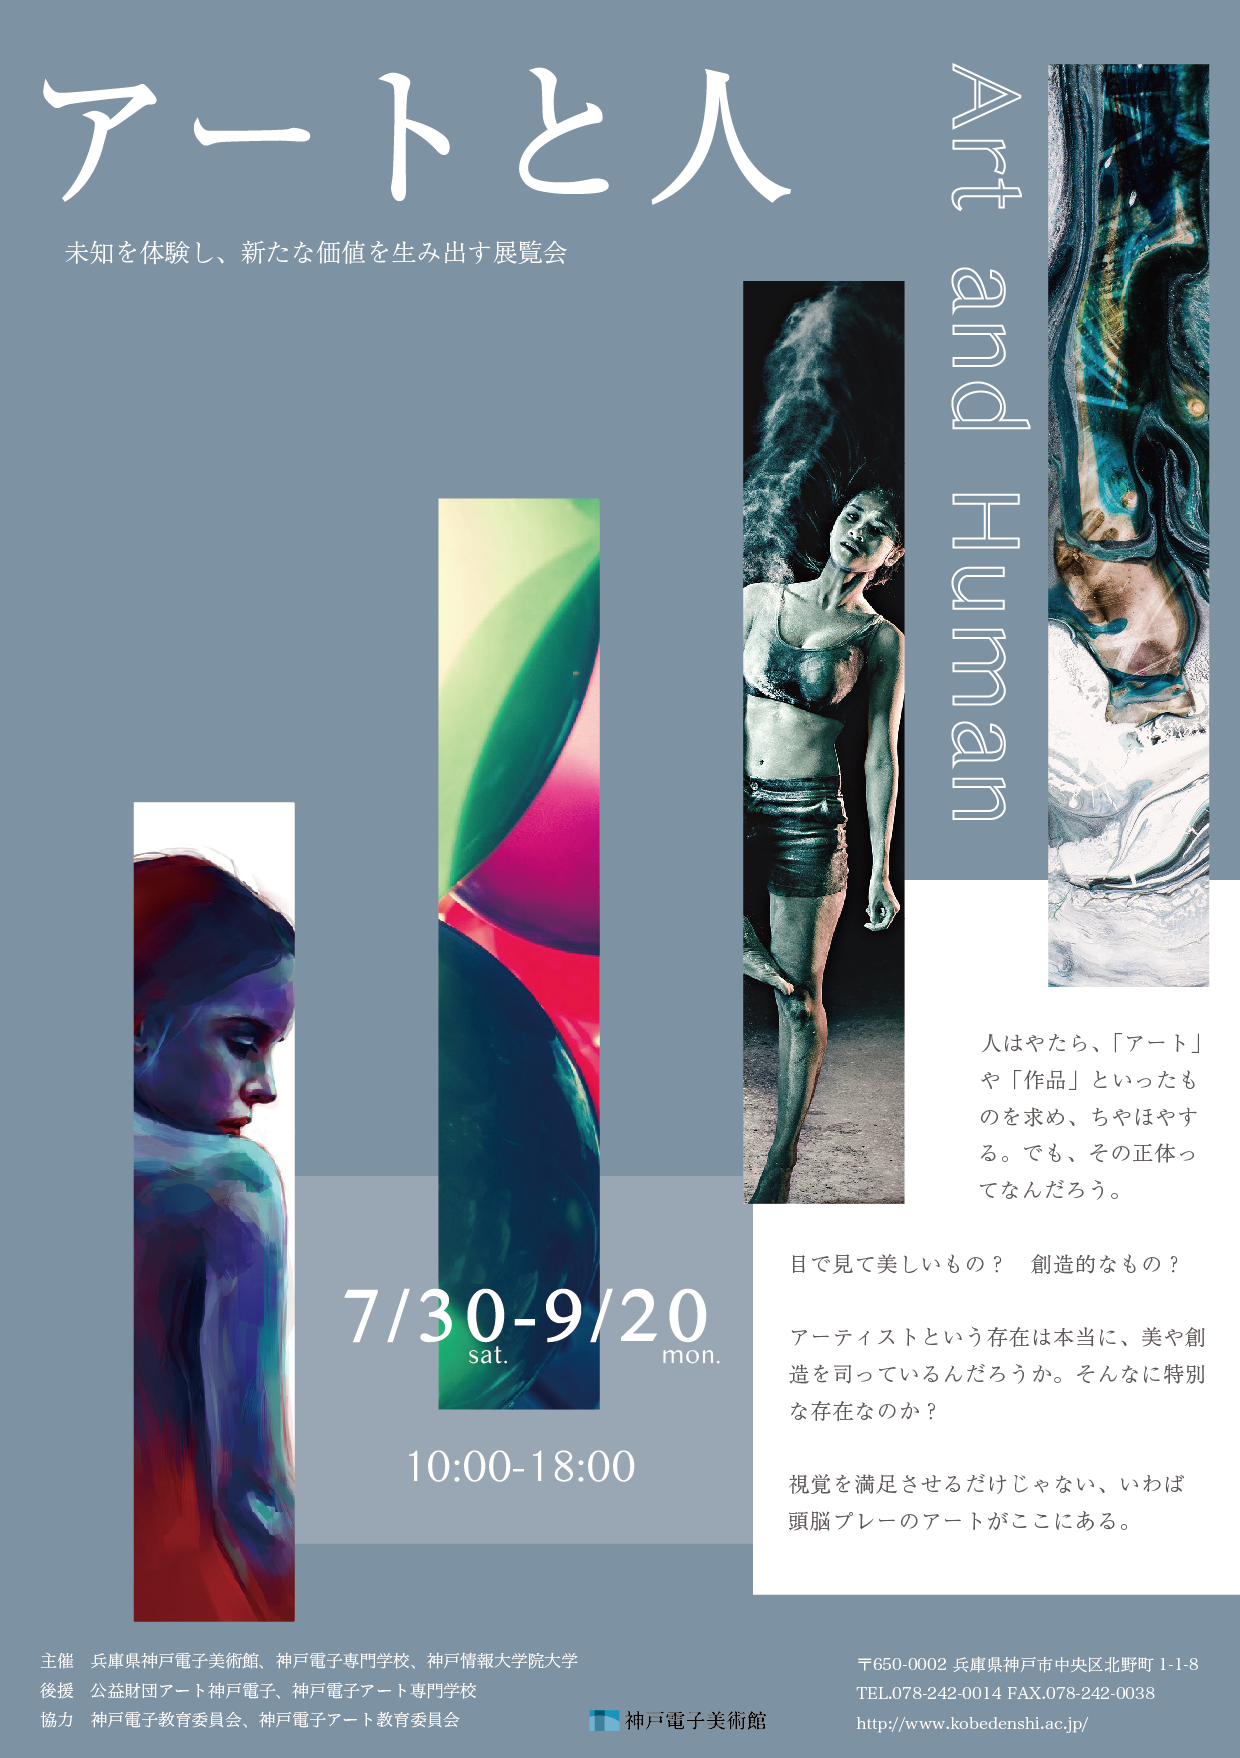 アートと人
未知を体験し、新たな価値を生み出す展覧会
Art and Human
人はやたら、「アート」
や「作品」といったも
のを求め、ちやほやす
る。でも、その正体っ
てなんだろう。
目で見て美しいもの？　創造的なもの？
アーティストという存在は本当に、美や創
造を司っているんだろうか。そんなに特別
な存在なのか？
視覚を満足させるだけじゃない、いわば
頭脳プレーのアートがここにある。
7/30-9/20
sat. mon.
10:00-18:00
主催　兵庫県神戸電子美術館、神戸電子専門学校、神戸情報大学院大学
後援　公益財団アート神戸電子、神戸電子アート専門学校
協力　神戸電子教育委員会、神戸電子アート教育委員会
神戸電子美術館
〒650-0002 兵庫県神戸市中央区北野町 1-1-8
TEL.078-242-0014 FAX.078-242-0038
http://www.kobedenshi.ac.jp/